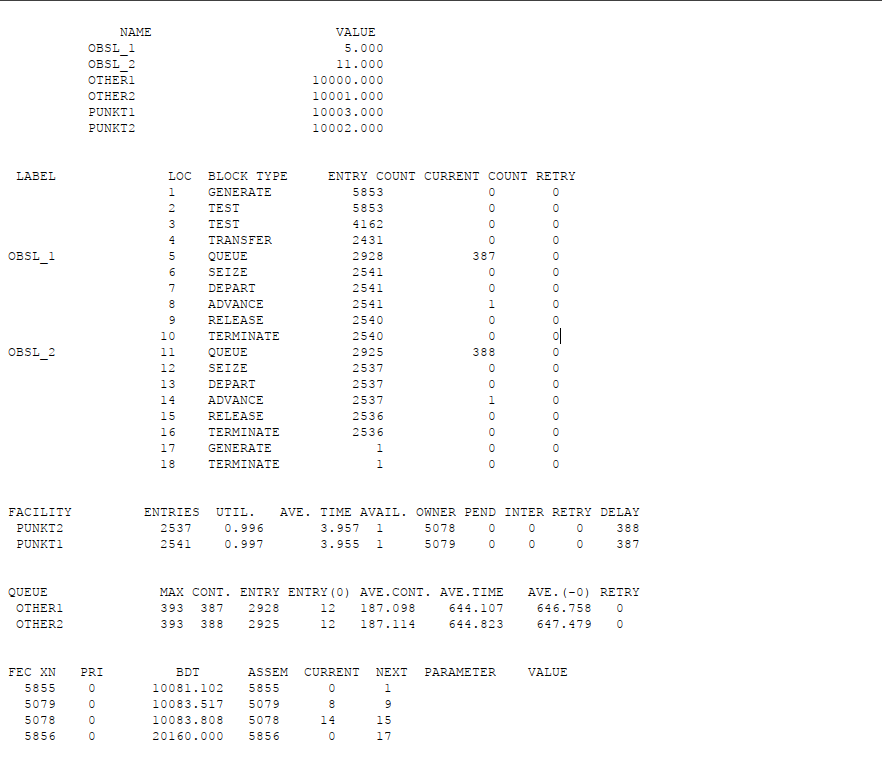 NAME VALUE
OBSL_1 5.000
OBSL_2 11.000
OTHER1 10000.000
OTHER2 10001.000
PUNKT1 10003.000
PUNKT2 10002.000
LABEL LOC BLOCK TYPE ENTRY COUNT CURRENT COUNT RETRY
1 GENERATE 5853 0 0
2 TEST 5853 0 0
3 TEST 4162 0 0
4 TRANSFER 2431 0 0
OBSL_1 5 QUEUE 2928 387 0
6 SEIZE 2541 0 0
7 DEPART 2541 0 0
8 ADVANCE 2541 1 0
9 RELEASE 2540 0 0
10 TERMINATE 2540 0 0
OBSL_2 11 QUEUE 2925 388 0
12 SEIZE 2537 0 0
13 DEPART 2537 0 0
14 ADVANCE 2537 1 0
15 RELEASE 2536 0 0
16 TERMINATE 2536 0 0
17 GENERATE 1 0 0
18 TERMINATE 1 0 0
FACILITY ENTRIES UTIL. AVE. TIME AVAIL. OWNER PEND INTER RETRY DELAY
PUNKT2 2537 0.996 3.957 1 5078 0 0 0 388
PUNKT1 2541 0.997 3.955 1 5079 0 0 0 387
QUEUE MAX CONT. ENTRY ENTRY(0) AVE.CONT. AVE.TIME AVE.(-0) RETRY
OTHER1 393 387 2928 12 187.098 644.107 646.758 0
OTHER2 393 388 2925 12 187.114 644.823 647.479 0
FEC XN PRI BDT ASSEM CURRENT NEXT PARAMETER VALUE
5855 0 10081.102 5855 0 1
5079 0 10083.517 5079 8 9
5078 0 10083.808 5078 14 15
5856 0 20160.000 5856 0 17